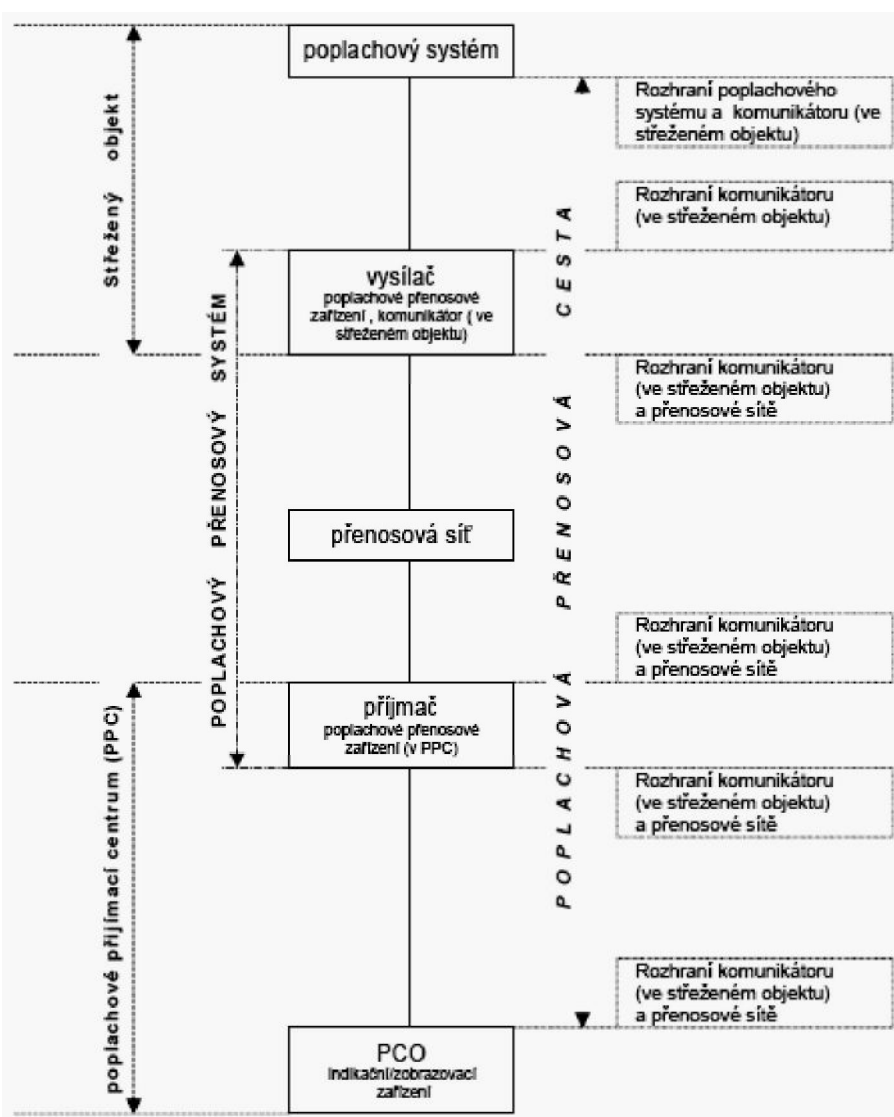 poplachový systém
Rozhraní poplachového
systému a komunikátoru (ve
střeženém objektu)
Střežený objekt
Rozhraní komunikátoru
(ve střeženém objektu)
vysílač
poplachové přenosové
zařízení , komunikátor ( ve
střeženém objektu)
Rozhraní komunikátoru
(ve střeženém objektu)
a přenosové sítě
POPLACHOVÝ PŘENOSOVÝ SYSTÉM
POPLACHOVÁ PŘENOSOVÁ CESTA
přenosová síť
Rozhraní komunikátoru
(ve střeženém objektu)
a přenosové sítě
příjmač
poplachové přenosové
zařízení (v PPC)
Rozhraní komunikátoru
(ve střeženém objektu)
a přenosové sítě
poplachové přijímací centrum (PPC)
Rozhraní komunikátoru
(ve střeženém objektu)
a přenosové sítě
PCO
indikační/zobrazovací
zařízení